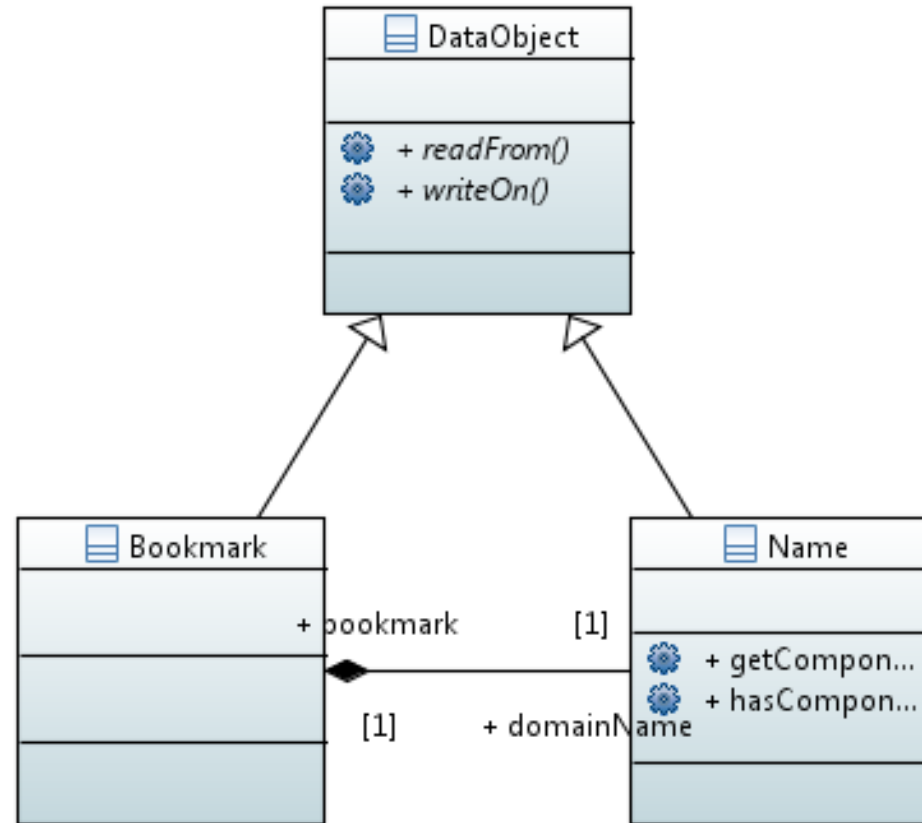 DataObject
+ readFrom()
+ writeOn()
Bookmark
Name
+ bookmark
[1]
+ getCompon...
+ hasCompon...
[1]
+ domainName